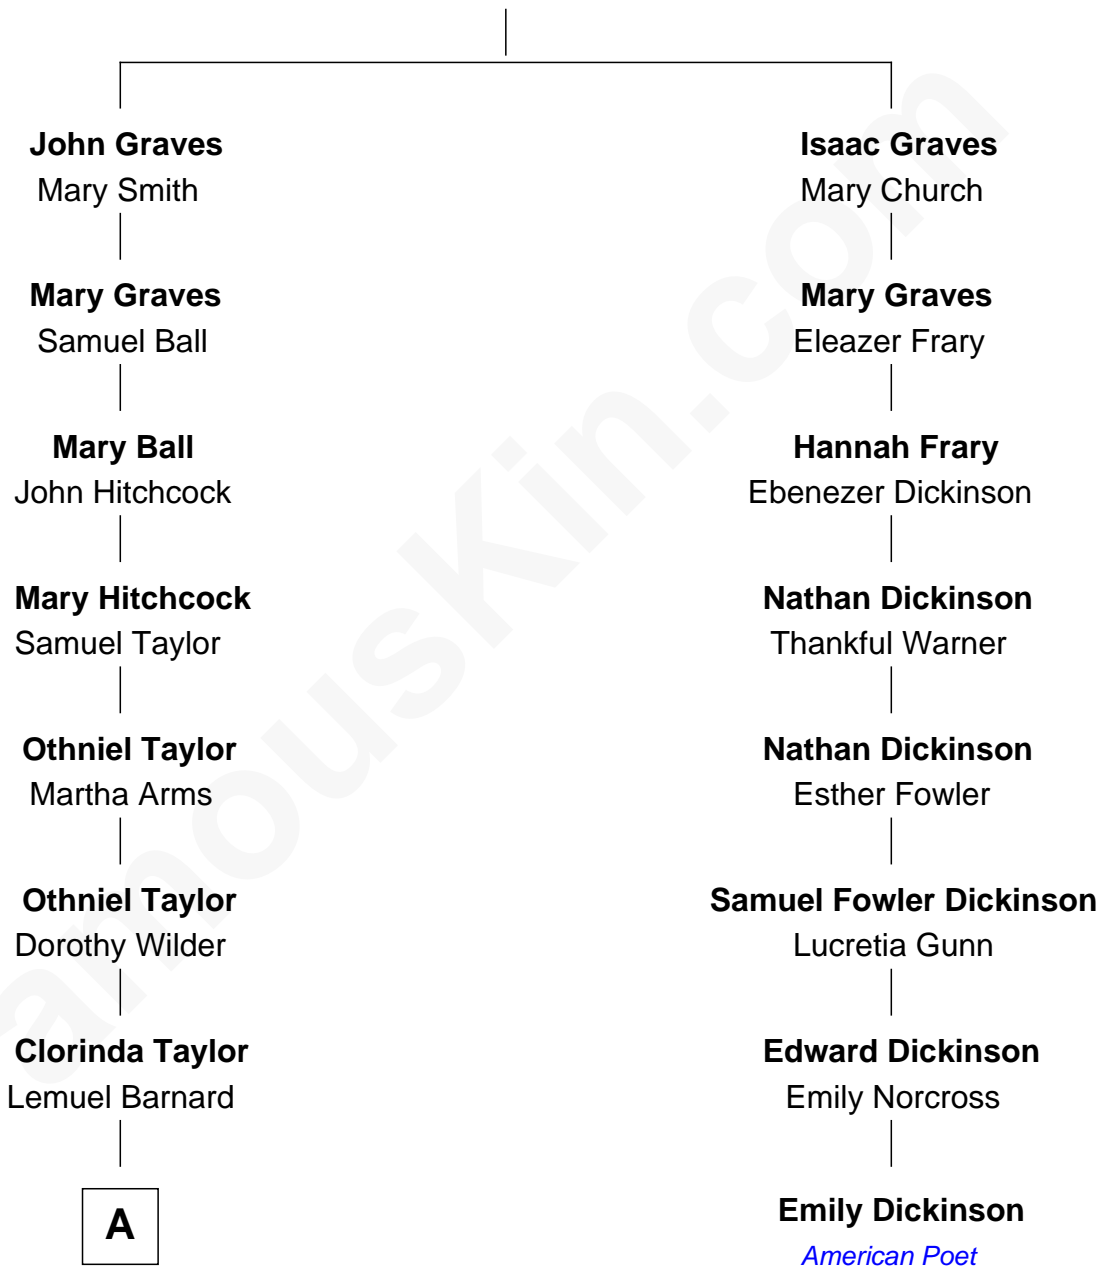 John Graves
Mary Smith
Isaac Graves
Mary Church
Mary Graves
Samuel Ball
Mary Graves
Eleazer Frary
Mary Ball
John Hitchcock
Hannah Frary
Ebenezer Dickinson
Mary Hitchcock
Samuel Taylor
Nathan Dickinson
Thankful Warner
Othniel Taylor
Martha Arms
Nathan Dickinson
Esther Fowler
Othniel Taylor
Dorothy Wilder
Samuel Fowler Dickinson
Lucretia Gunn
Clorinda Taylor
Lemuel Barnard
Edward Dickinson
Emily Norcross
A
Emily Dickinson
American Poet
amousKin.com